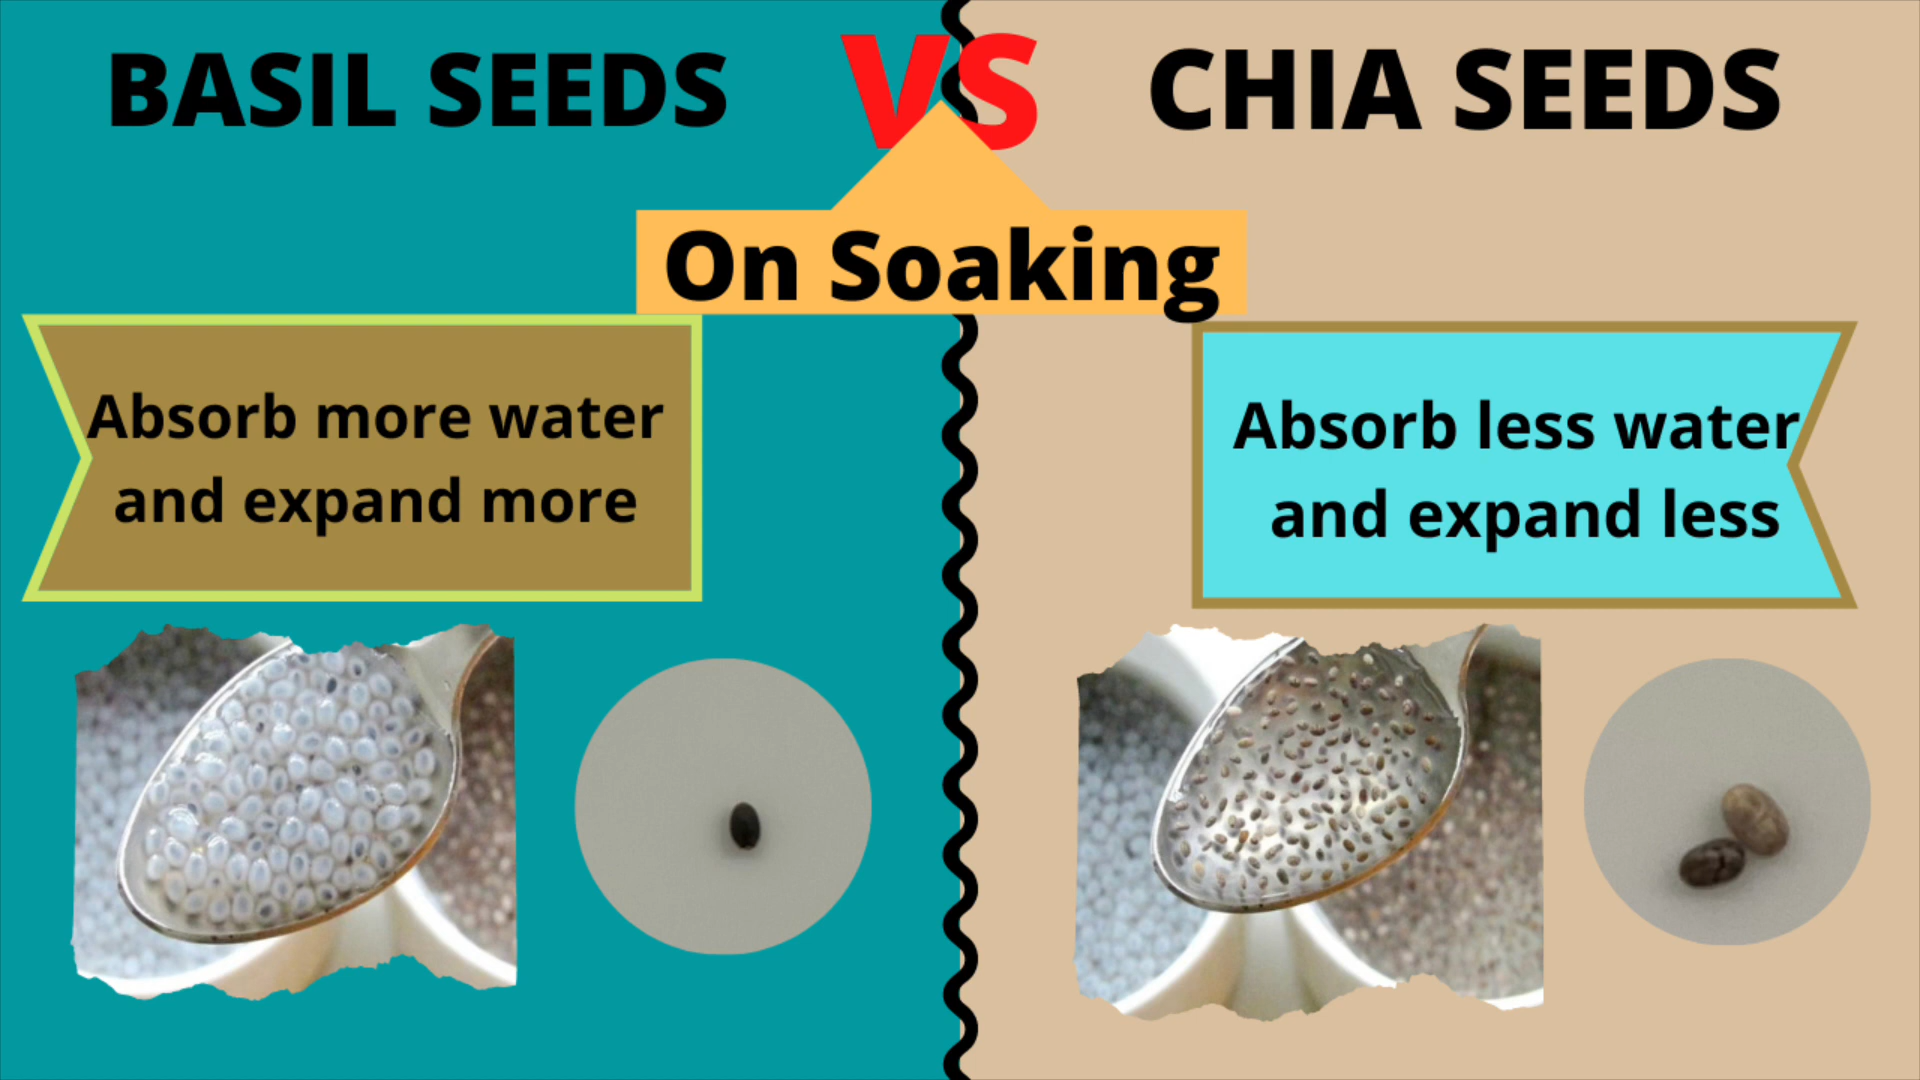 BASIL SEEDS
VS
CHIA SEEDS
On Soaking
Absorb more water
and expand more
Absorb less water
and expand less